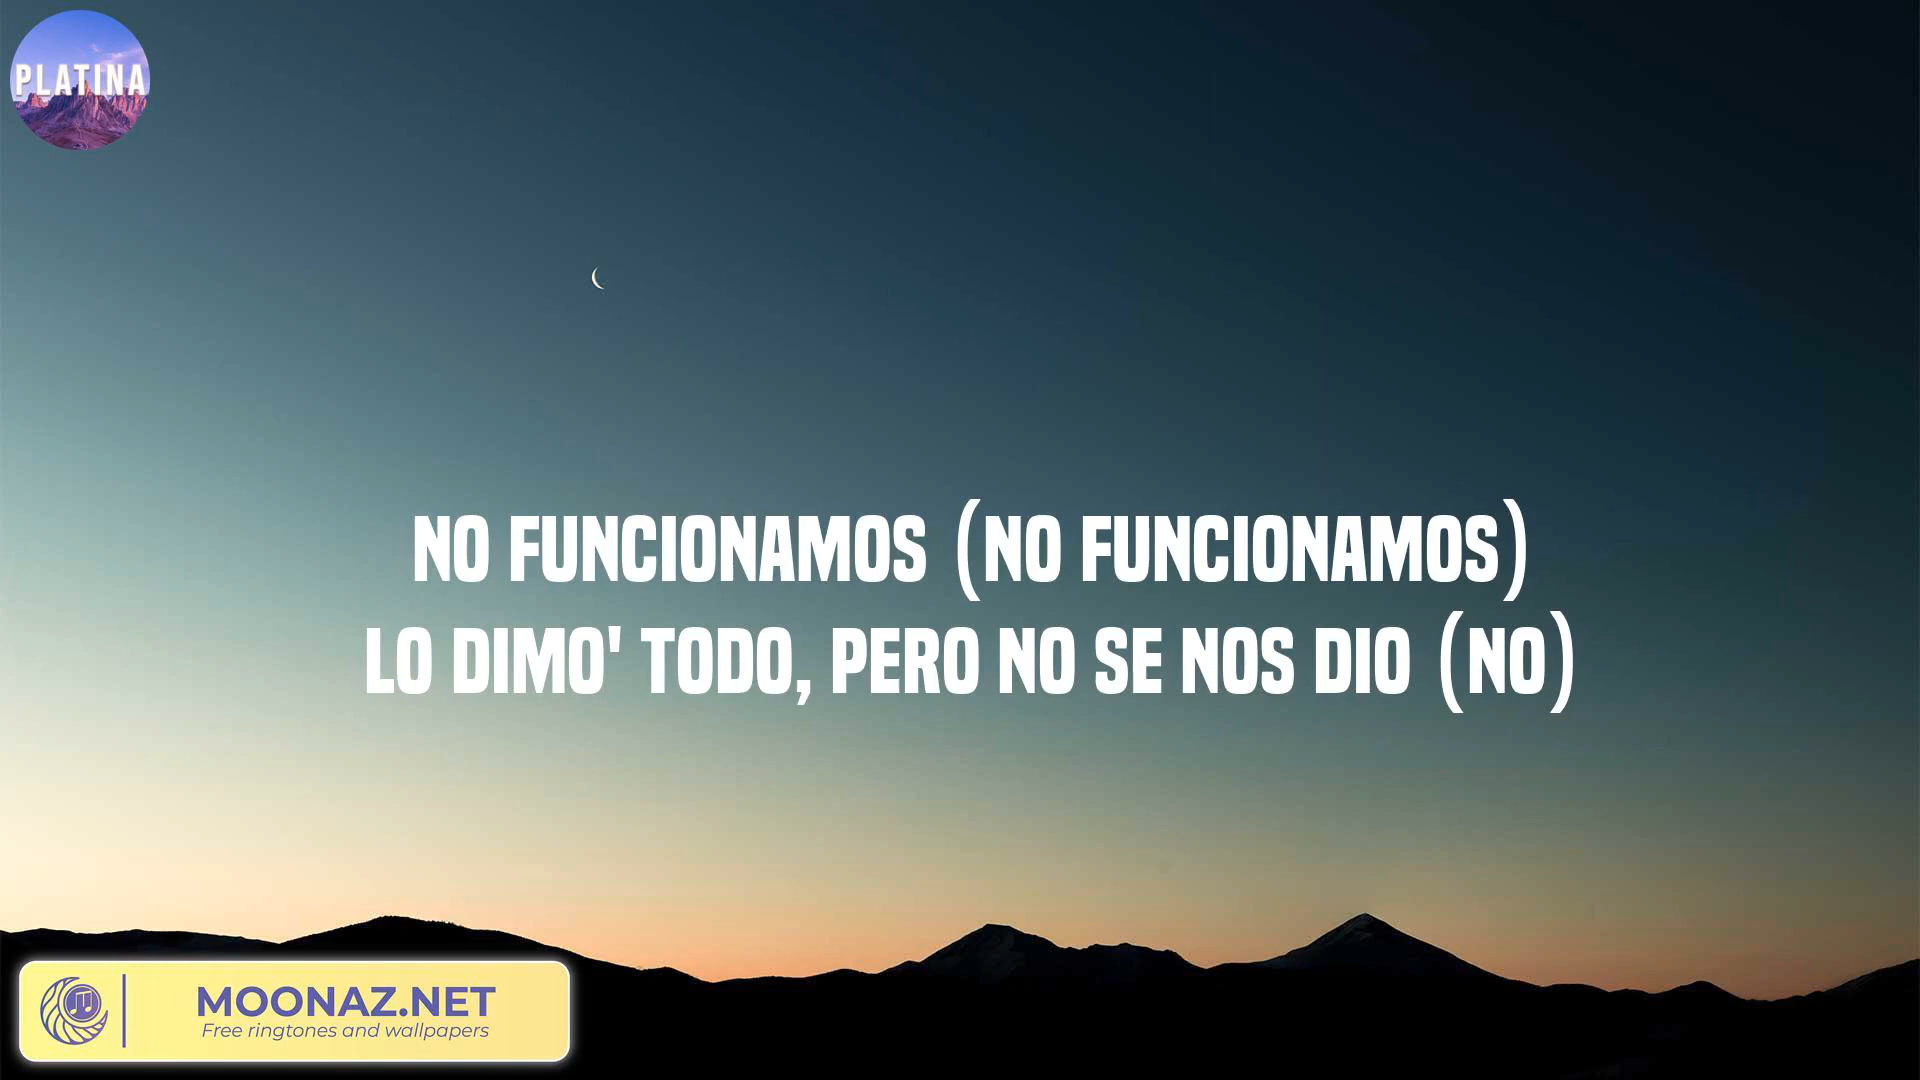 PLATINA
NO FUNCIONAMOS (NO FUNCIONAMOS)
LO DIMO' TODO, PERO NO SE NOS DIO (NO)
MOONAZ.NET
Free ringtones and wallpapers